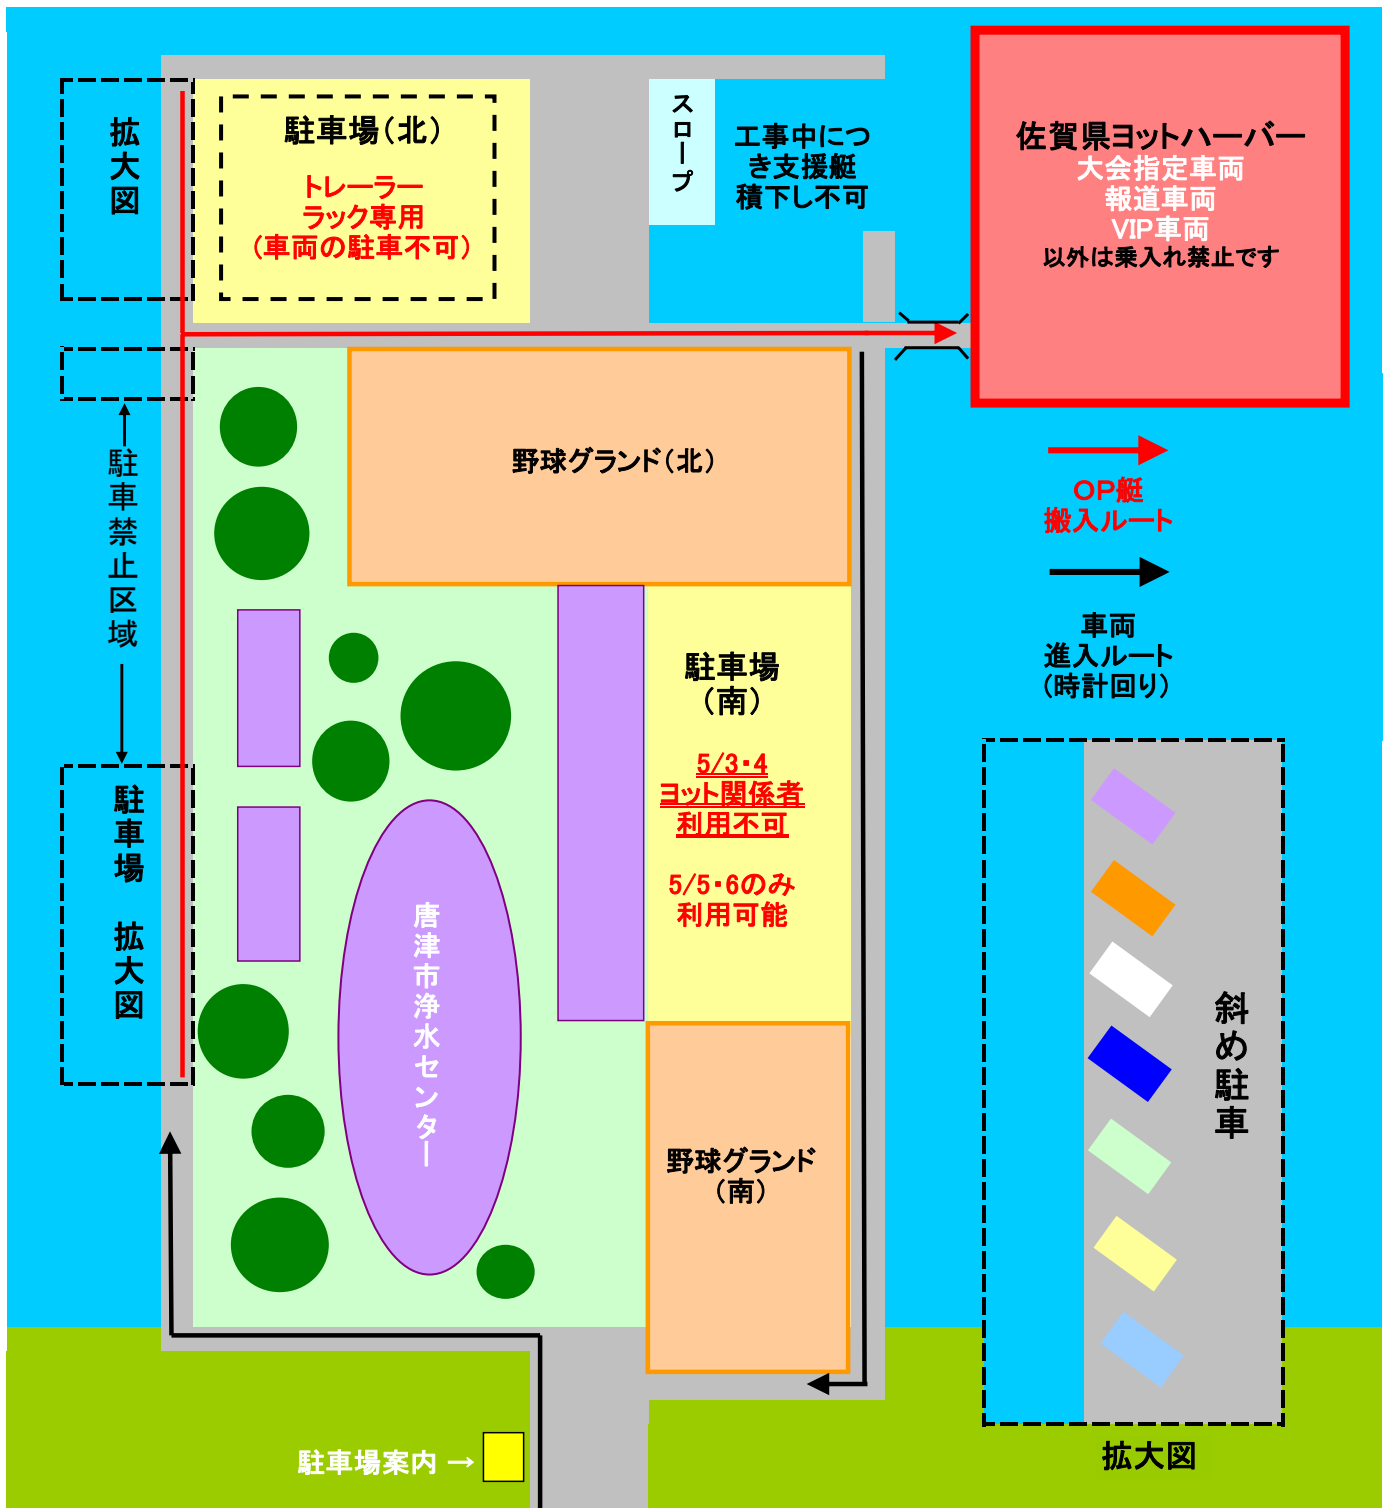 拡大図
駐車場（北）
トレーラー
ラック専用
（車両の駐車不可）
スロープ
工事中につ
き支援艇
積下し不可
佐賀県ヨットハーバー
大会指定車両
報道車両
VIP車両
以外は乗入れ禁止です
野球グランド（北）
OP艇
搬入ルート
車両
進入ルート
（時計回り）
←駐車禁止区域→
駐車場　拡大図
駐車場
（南）
5/3・4
ヨット関係者
利用不可
5/5・6のみ
利用可能
唐津市浄水センター
野球グランド
（南）
斜め駐車
拡大図
駐車場案内→